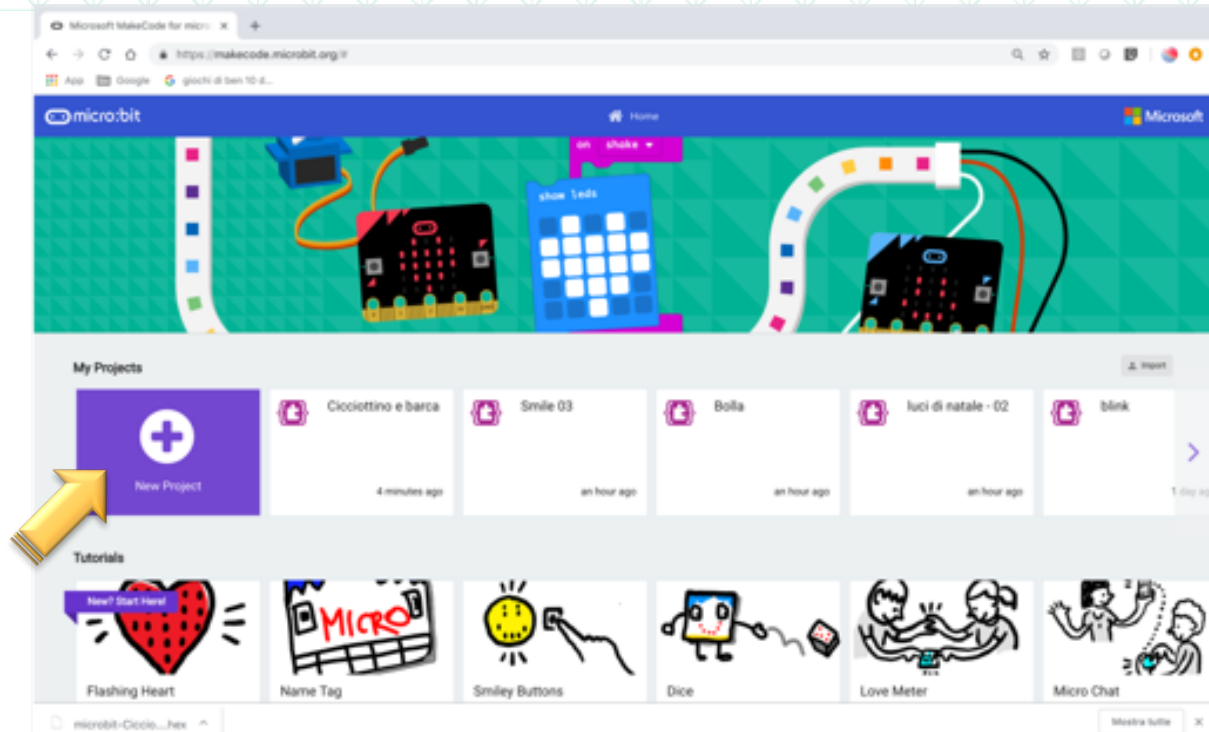 Microsoft MakeCode for micro
https://makecode.microbit.org/#
App Google giochi di ben 10 d...
micro:bit Home Microsoft
on shake
show leds
My Projects Import
Cicciottino e barca Smile 03 Bolla luci di natale - 02 blink
New Project 4 minutes ago an hour ago an hour ago an hour ago 1 day ag
Tutorials
New? Start Here!
MICRO
Flashing Heart Name Tag Smiley Buttons Dice Love Meter Micro Chat
microbit-Ciccio....hex Mostra tutte